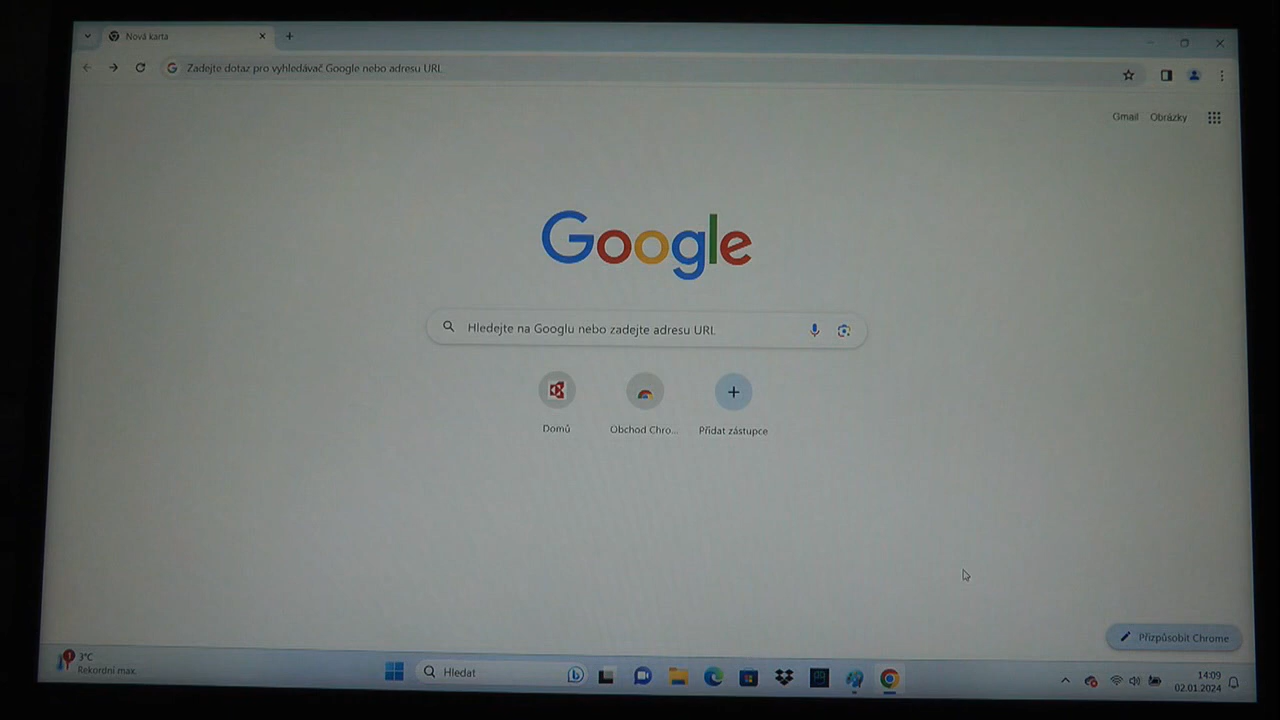 Nová karta
Zadejte dotaz pro vyhledávač Google nebo adresu URL
Gmail Obrázky
Google
Hledejte na Googlu nebo zadejte adresu URL
Domů Obchod Chro... Přidat zástupce
Přizpůsobit Chrome
3°C
Rekordní max.
Hledat
14:09
02.01.2024